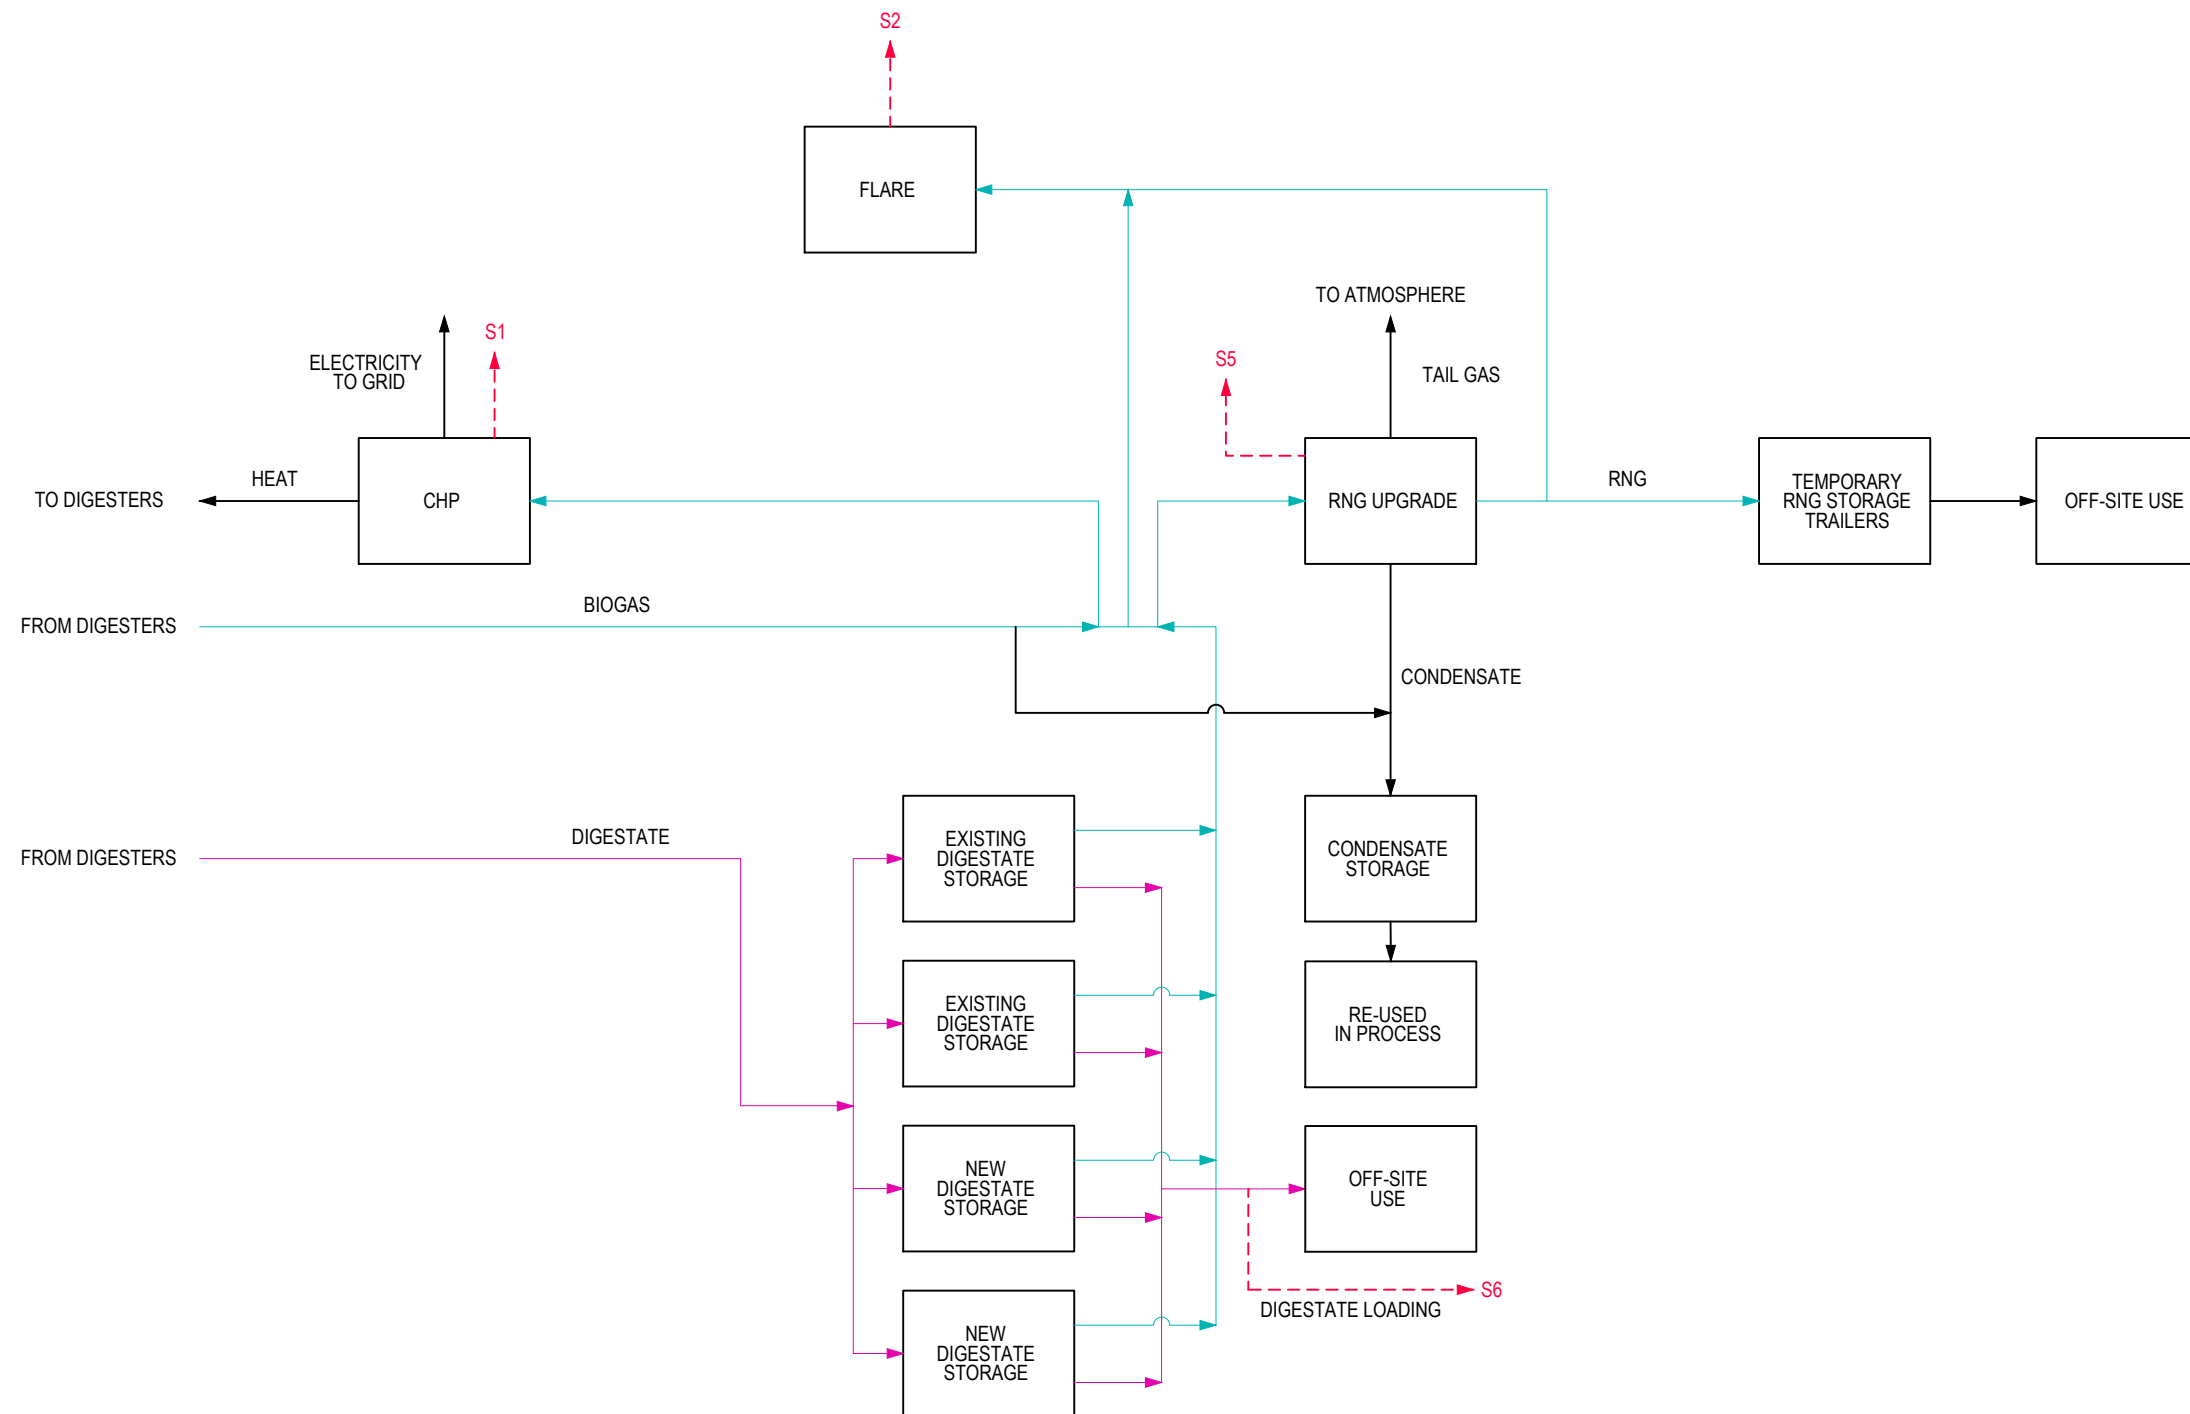 S2
FLARE
TO ATMOSPHERE
S1
ELECTRICITY
TO GRID
S5
TAIL GAS
HEAT
TO DIGESTERS
CHP
RNG UPGRADE
RNG
TEMPORARY
RNG STORAGE
TRAILERS
OFF-SITE USE
BIOGAS
FROM DIGESTERS
CONDENSATE
DIGESTATE
FROM DIGESTERS
EXISTING
DIGESTATE
STORAGE
CONDENSATE
STORAGE
EXISTING
DIGESTATE
STORAGE
RE-USED
IN PROCESS
NEW
DIGESTATE
STORAGE
OFF-SITE
USE
S6
DIGESTATE LOADING
NEW
DIGESTATE
STORAGE